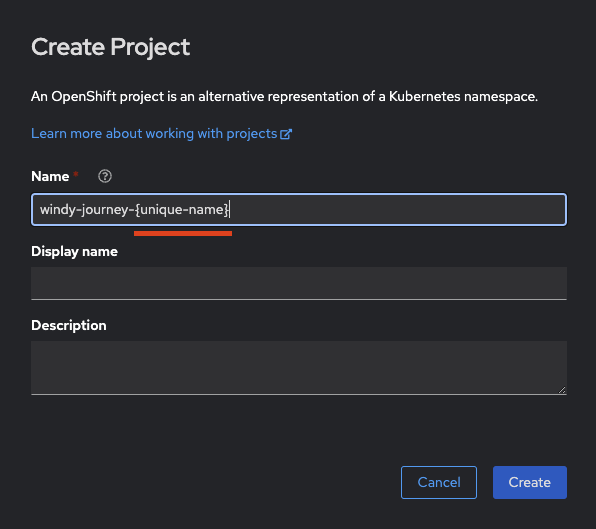 Create Project
An OpenShift project is an alternative representation of a Kubernetes namespace.
Learn more about working with projects
Name *
windy-journey-{unique-name}
Display name
Description
Cancel Create